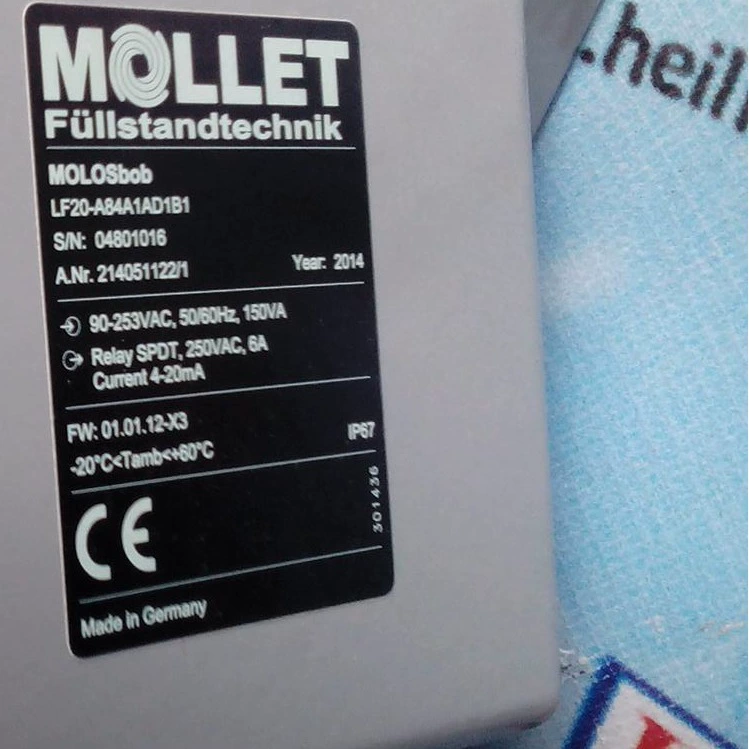 MOLLET
Füllstandtechnik
MOLOSbob
LF20-A84A1AD1B1
S/N: 04801016
A.Nr. 214051122/1 Year: 2014
90-253VAC, 50/60Hz, 150VA
Relay SPDT, 250VAC, 6A
Current 4-20mA
FW: 01.01.12-X3
-20°C<Tamb<+60°C IP67
301436
CE
Made in Germany